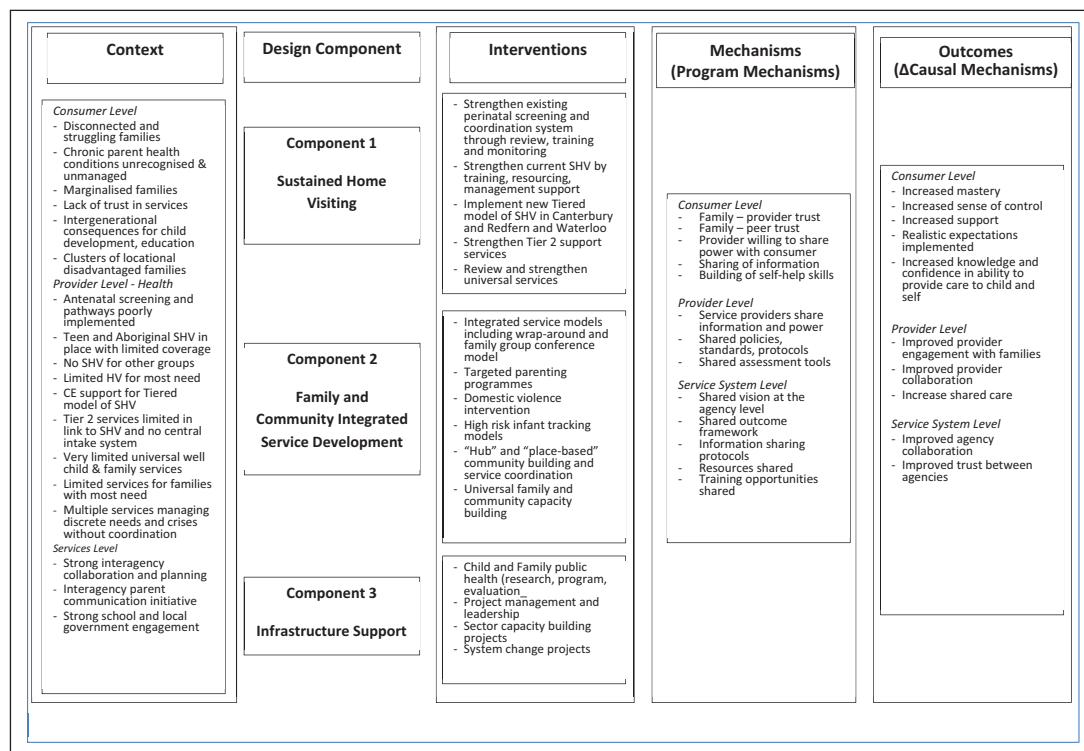 Context
Consumer Level
- Disconnected and
struggling families
- Chronic parent health
conditions unrecognised &
unmanaged
- Marginalised families
- Lack of trust in services
- Intergenerational
consequences for child
development, education
- Clusters of locational
disadvantaged families
Provider Level - Health
- Antenatal screening and
pathways poorly
implemented
- Teen and Aboriginal SHV in
place with limited coverage
- No SHV for other groups
- Limited HV for most need
- CE support for Tiered
model of SHV
- Tier 2 services limited in
link to SHV and no central
intake system
- Very limited universal well
child & family services
- Limited services for families
with most need
- Multiple services managing
discrete needs and crises
without coordination
Services Level
- Strong interagency
collaboration and planning
- Interagency parent
communication initiative
- Strong school and local
government engagement
Design Component
Component 1
Sustained Home
Visiting
Component 2
Family and
Community Integrated
Service Development
Component 3
Infrastructure Support
Interventions
- Strengthen existing
perinatal screening and
coordination system
through review, training
and monitoring
- Strengthen current SHV by
training, resourcing,
management support
- Implement new Tiered
model of SHV in Canterbury
and Redfern and Waterloo
- Strengthen Tier 2 support
services
- Review and strengthen
universal services
- Integrated service models
including wrap-around and
family group conference
model
- Targeted parenting
programmes
- Domestic violence
intervention
- High risk infant tracking
models
- “Hub” and “place-based”
community building and
service coordination
- Universal family and
community capacity
building
- Child and Family public
health (research, program,
evaluation_
- Project management and
leadership
- Sector capacity building
projects
- System change projects
Mechanisms
(Program Mechanisms)
Consumer Level
- Family – provider trust
- Family – peer trust
- Provider willing to share
power with consumer
- Sharing of information
- Building of self-help skills
Provider Level
- Service providers share
information and power
- Shared policies,
standards, protocols
- Shared assessment tools
Service System Level
- Shared vision at the
agency level
- Shared outcome
framework
- Information sharing
protocols
- Resources shared
- Training opportunities
shared
Outcomes
(ΔCausal Mechanisms)
Consumer Level
- Increased mastery
- Increased sense of control
- Increased support
- Realistic expectations
implemented
- Increased knowledge and
confidence in ability to
provide care to child and
self
Provider Level
- Improved provider
engagement with families
- Improved provider
collaboration
- Increase shared care
Service System Level
- Improved agency
collaboration
- Improved trust between
agencies